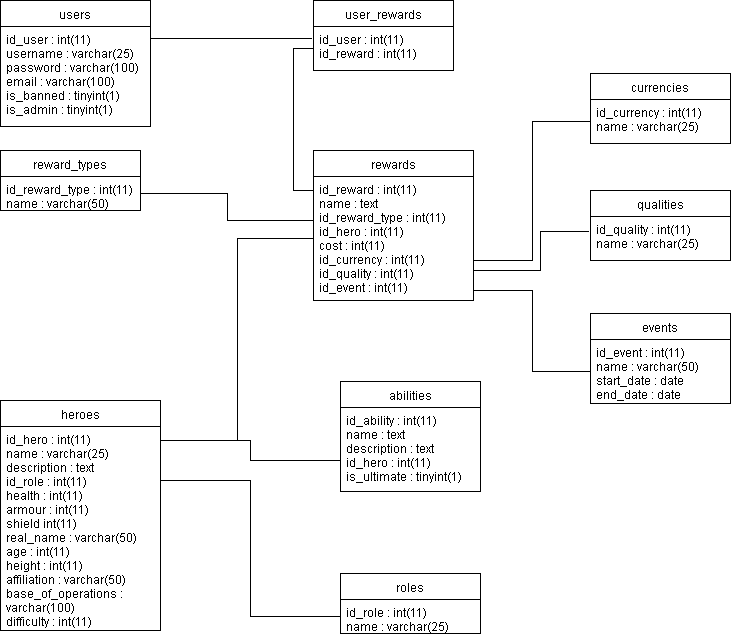 users
id_user : int(11)
username : varchar(25)
password : varchar(100)
email : varchar(100)
is_banned : tinyint(1)
is_admin : tinyint(1)
user_rewards
id_user : int(11)
id_reward : int(11)
currencies
id_currency : int(11)
name : varchar(25)
reward_types
id_reward_type : int(11)
name : varchar(50)
rewards
id_reward : int(11)
name : text
id_reward_type : int(11)
id_hero : int(11)
cost : int(11)
id_currency : int(11)
id_quality : int(11)
id_event : int(11)
qualities
id_quality : int(11)
name : varchar(25)
events
id_event : int(11)
name : varchar(50)
start_date : date
end_date : date
heroes
id_hero : int(11)
name : varchar(25)
description : text
id_role : int(11)
health : int(11)
armour : int(11)
shield int(11)
real_name : varchar(50)
age : int(11)
height : int(11)
affiliation : varchar(50)
base_of_operations :
varchar(100)
difficulty : int(11)
abilities
id_ability : int(11)
name : text
description : text
id_hero : int(11)
is_ultimate : tinyint(1)
roles
id_role : int(11)
name : varchar(25)